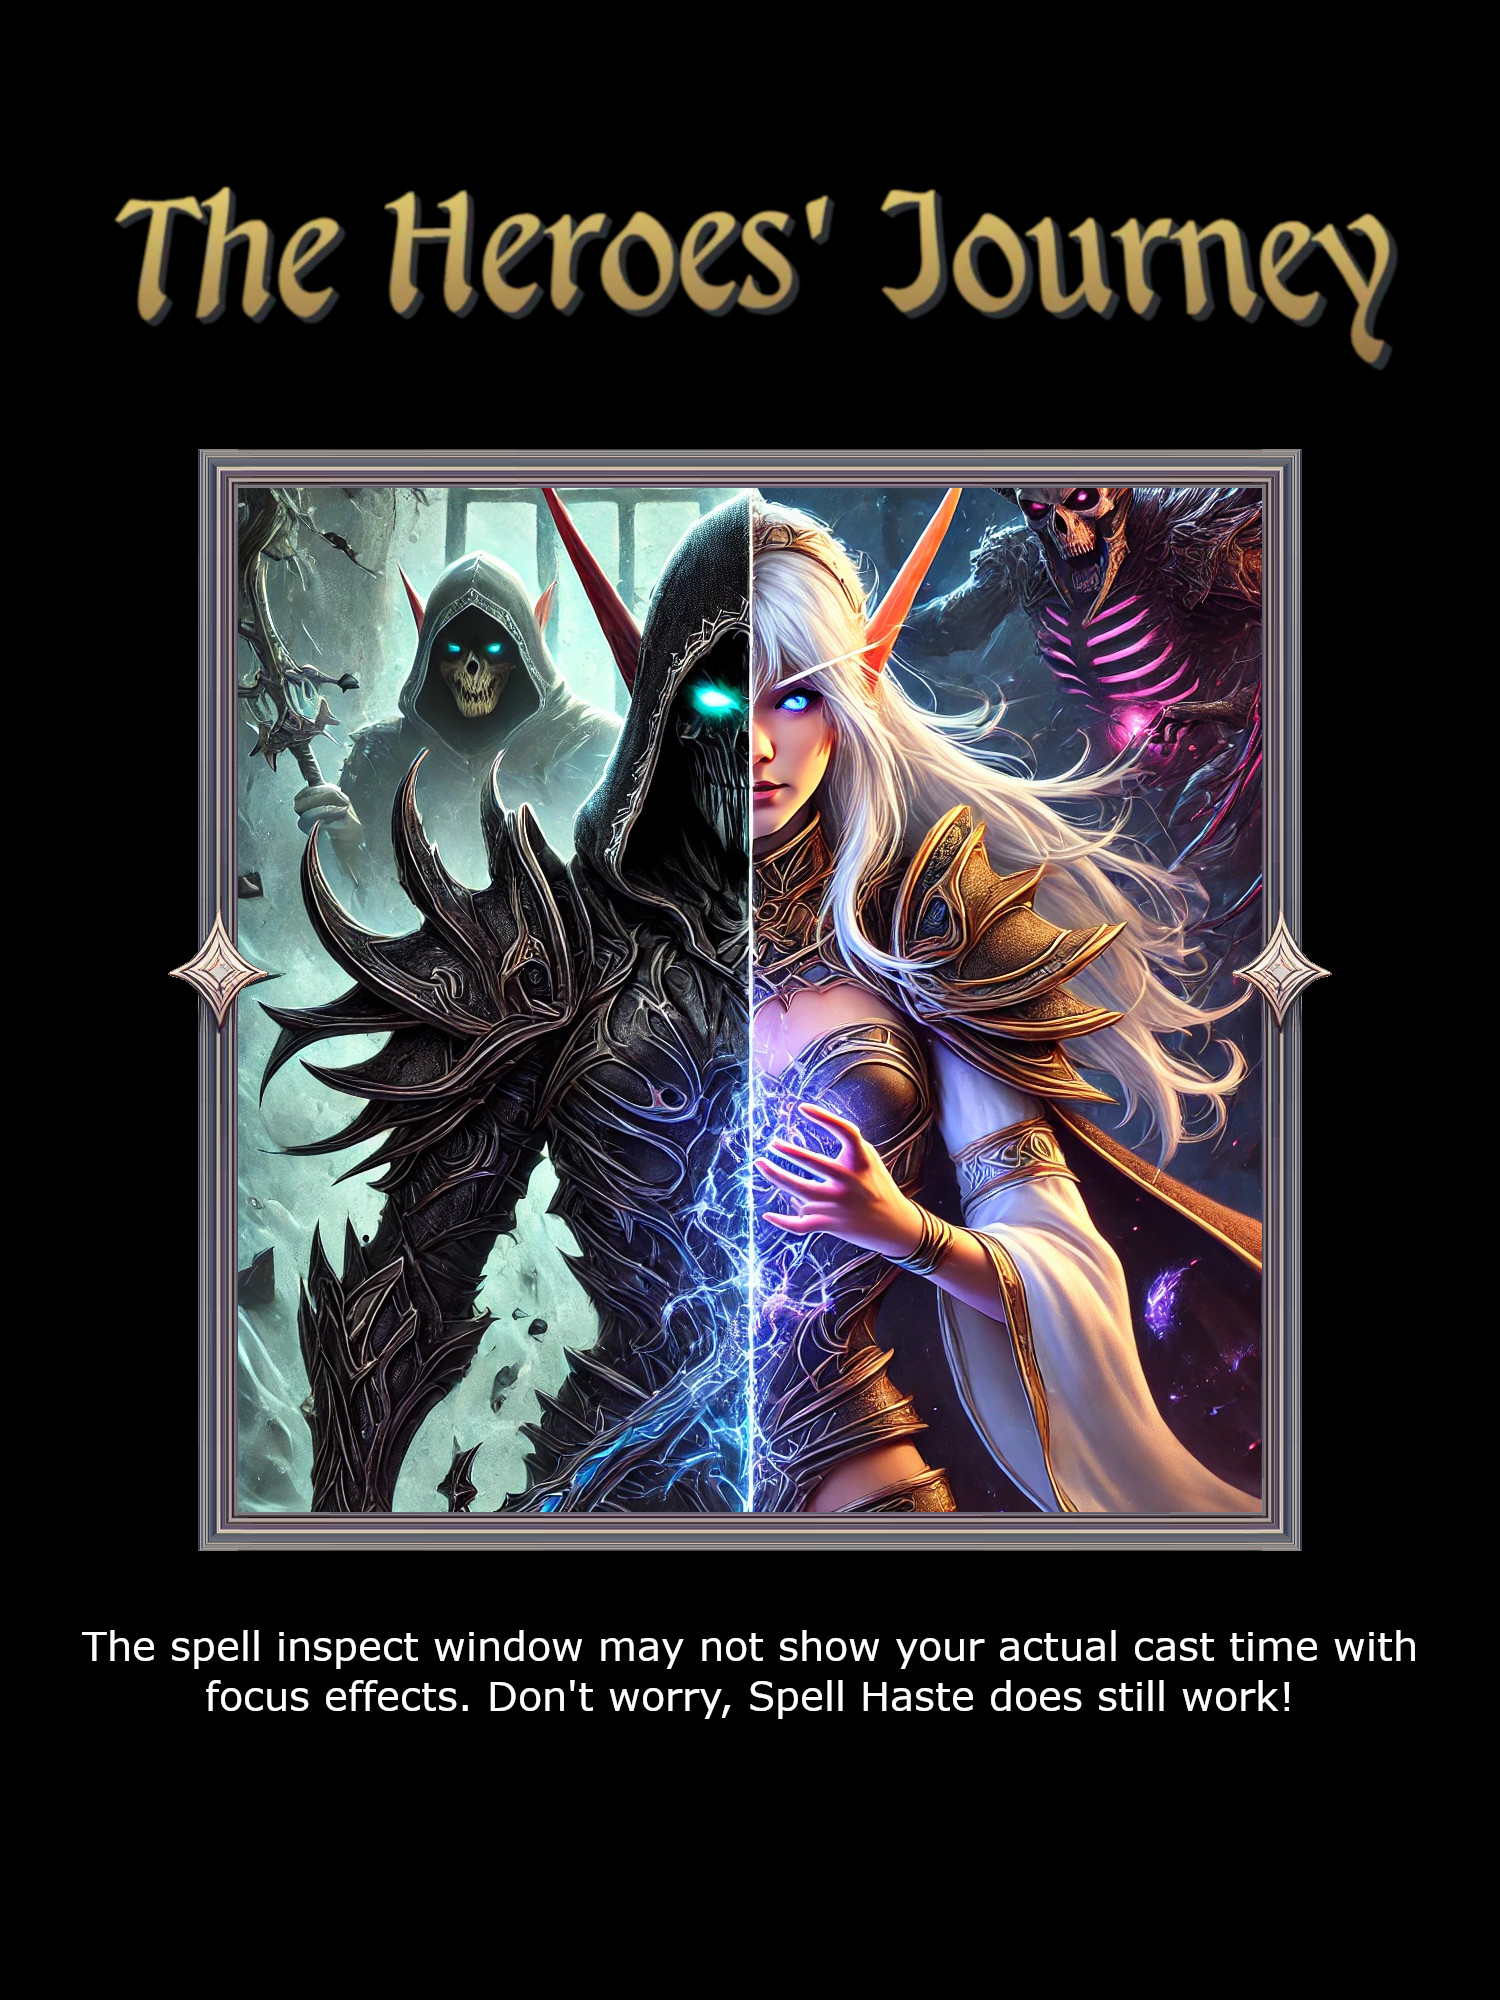 The Heroes' Journey
The spell inspect window may not show your actual cast time with
focus effects. Don't worry, Spell Haste does still work!